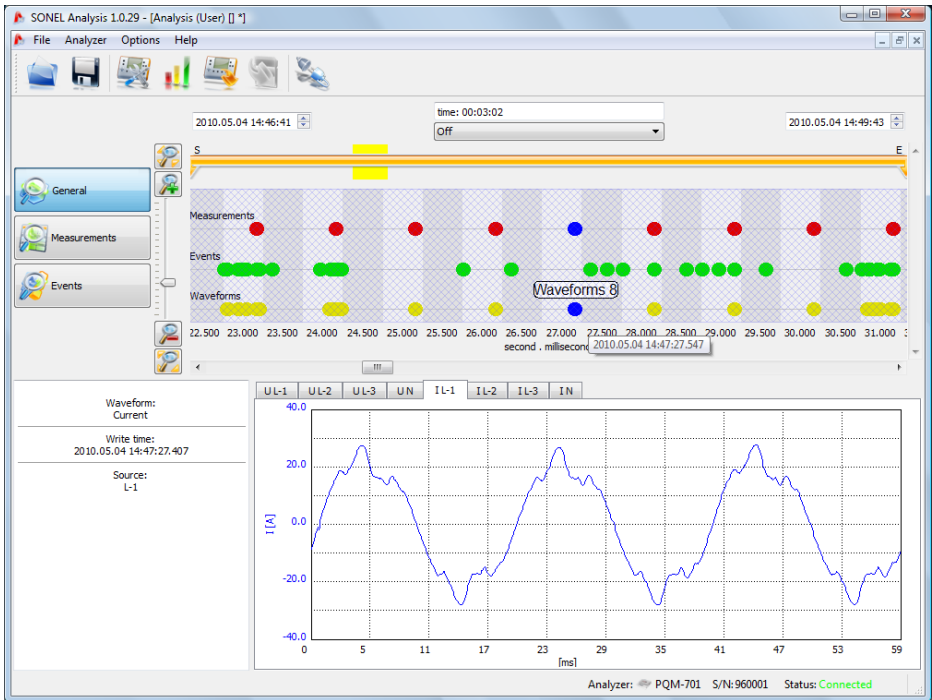 SONEL Analysis 1.0.29 - [Analysis (User) [] *]
File Analyzer Options Help
time: 00:03:02
2010.05.04 14:46:41
Off
2010.05.04 14:49:43
S E
General
Measurements
Events
Measurements
Events
Waveforms
Waveforms 8
22.500 23.000 23.500 24.000 24.500 25.000 25.500 26.000 26.500 27.000 27.500 28.000 28.500 29.000 29.500 30.000 30.500 31.000
second . milisecond
2010.05.04 14:47:27.547
Waveform:
Current
Write time:
2010.05.04 14:47:27.407
Source:
L-1
U L-1 U L-2 U L-3 U N I L-1 I L-2 I L-3 I N
40.0
20.0
0.0
-20.0
-40.0
I [A]
0 5 11 17 23 29 35 41 47 53 59
[ms]
Analyzer: PQM-701 S/N:960001 Status: Connected